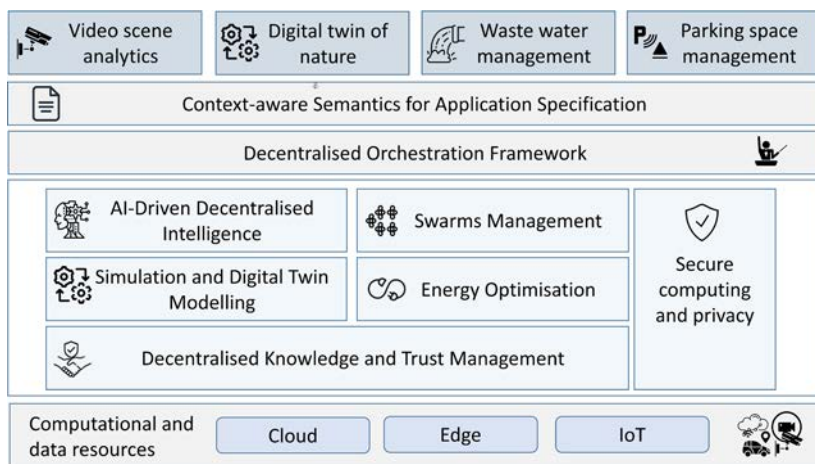 Video scene
analytics
Digital twin of
nature
Waste water
management
P
Parking space
management
Context-aware Semantics for Application Specification
Decentralised Orchestration Framework
AI-Driven Decentralised
Intelligence
Swarms Management
Simulation and Digital Twin
Modelling
Energy Optimisation
Secure
computing
and privacy
Decentralised Knowledge and Trust Management
Computational and
data resources
Cloud
Edge
IoT